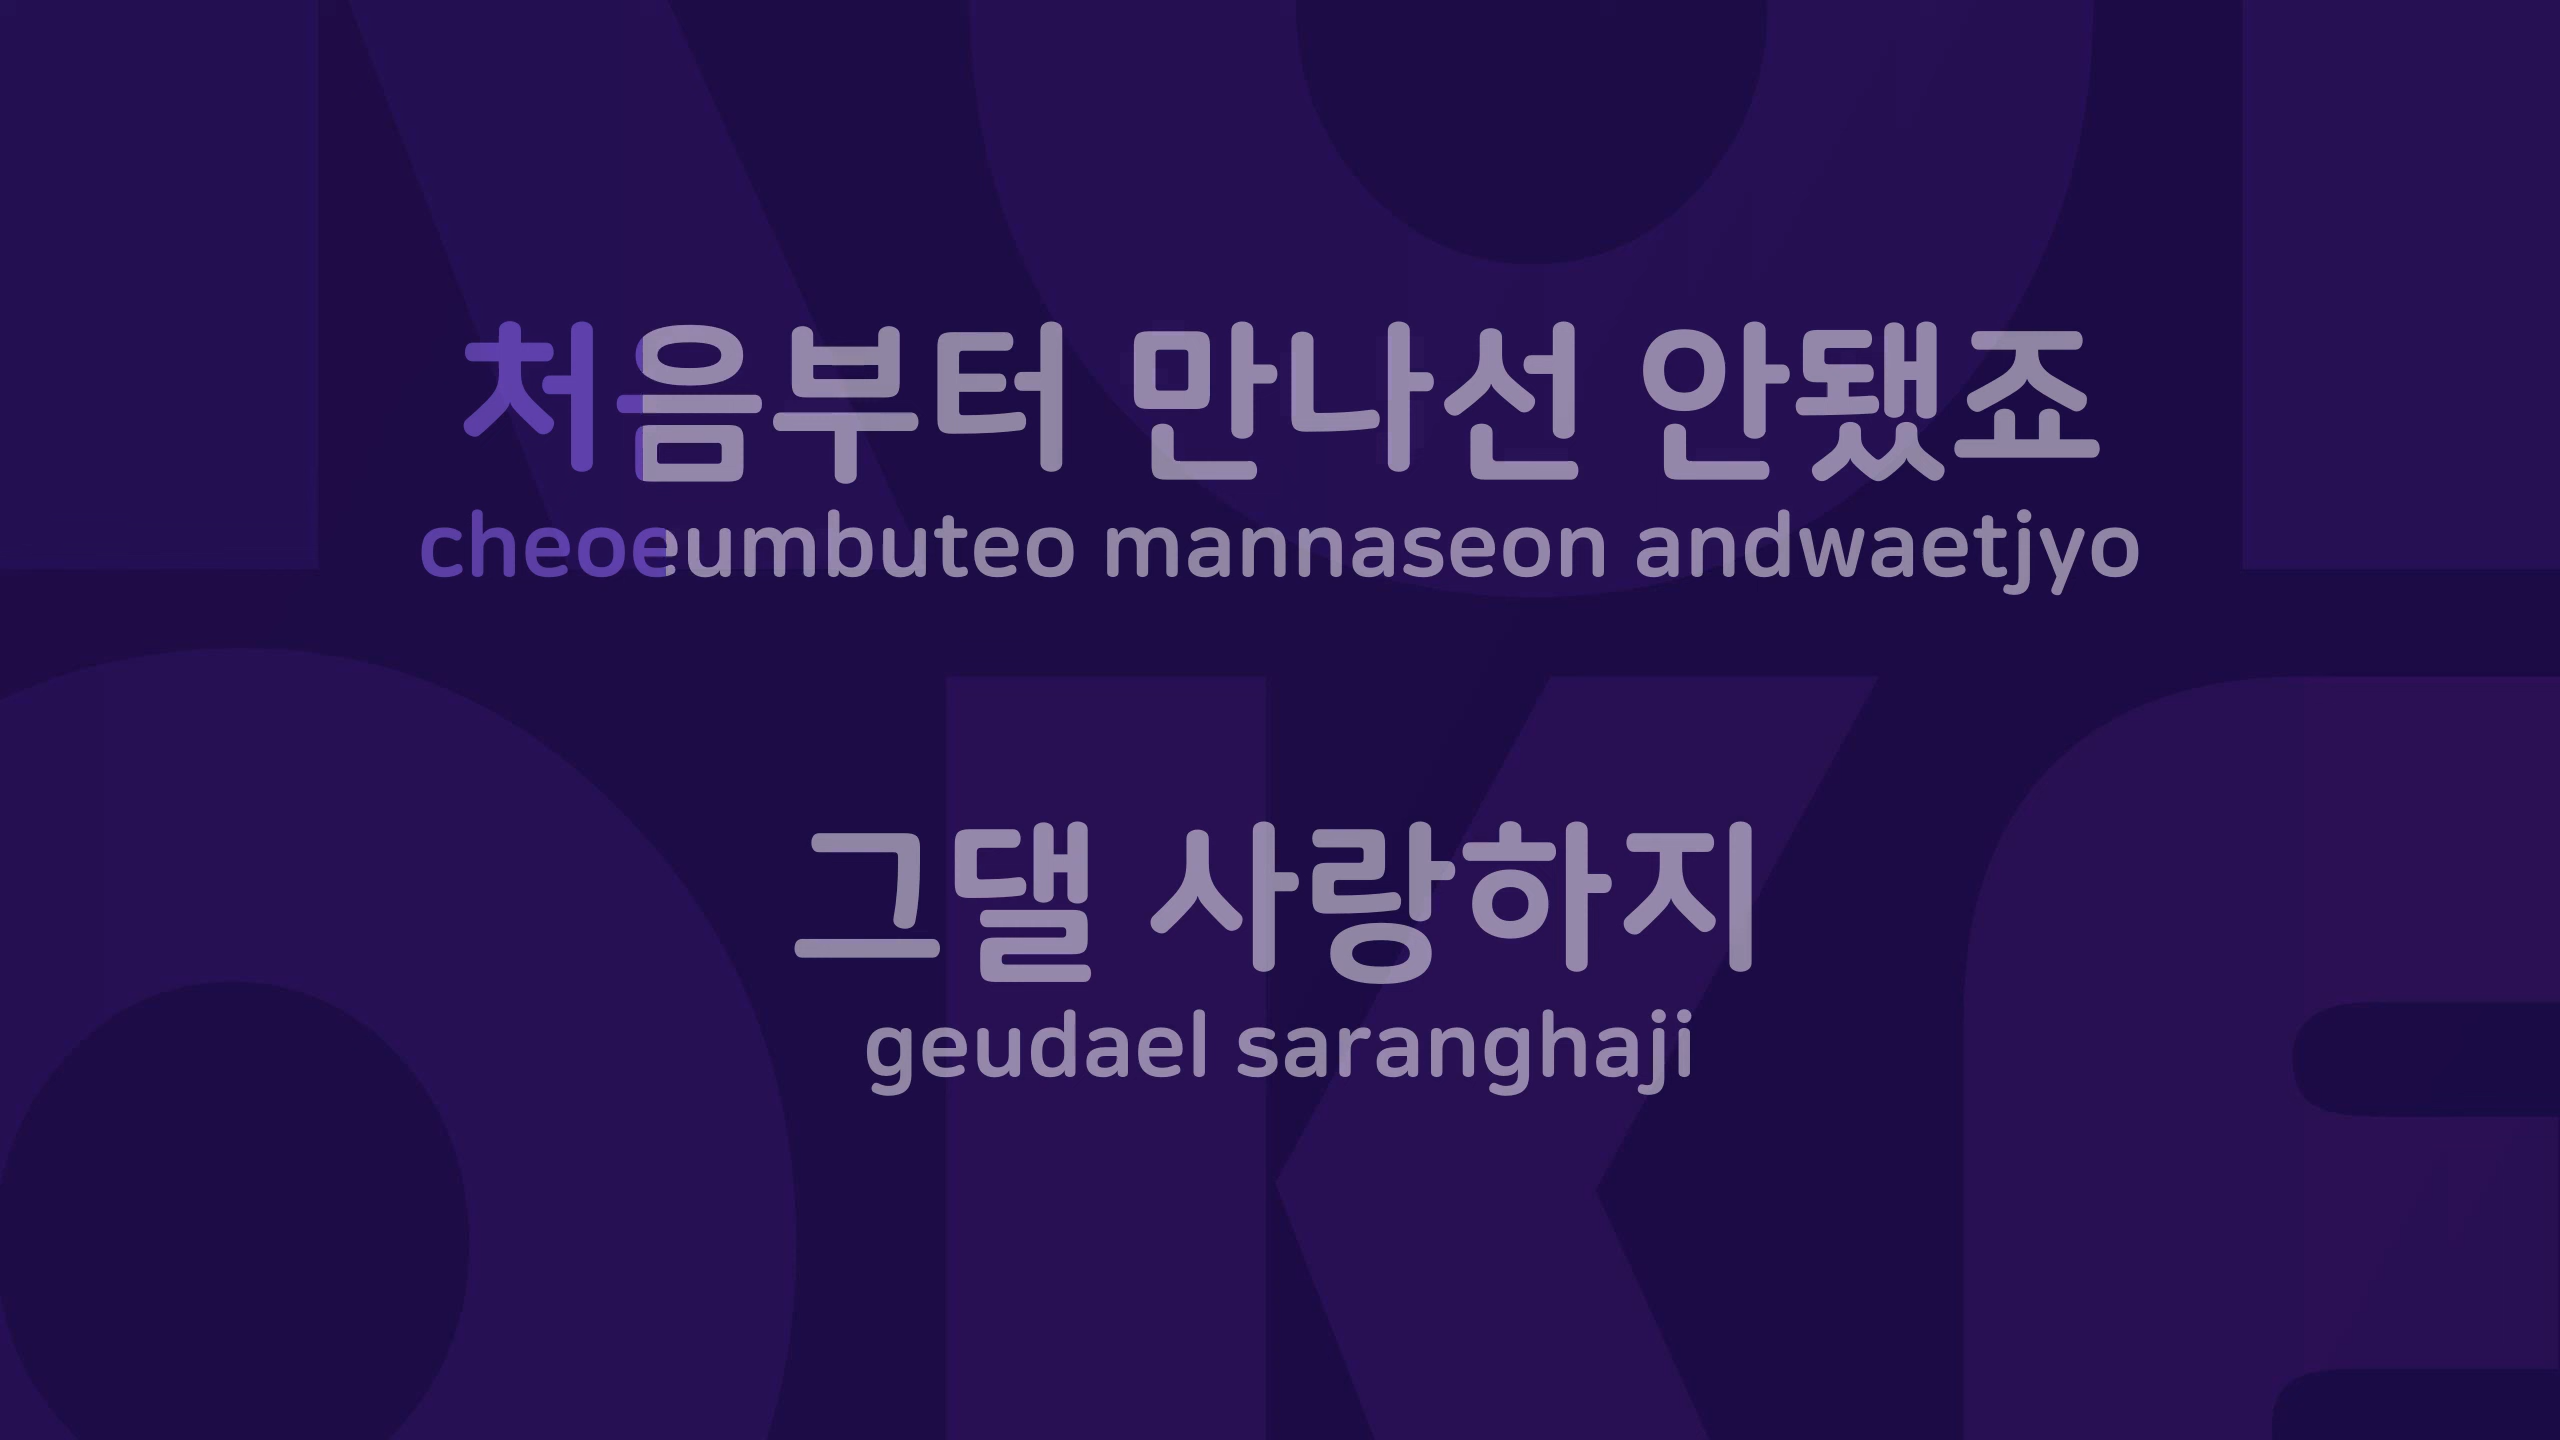 처음부터 만나선 안됐죠
cheoeumbuteo mannaseon andwaetjyo
그댈 사랑하지
geudael saranghaji